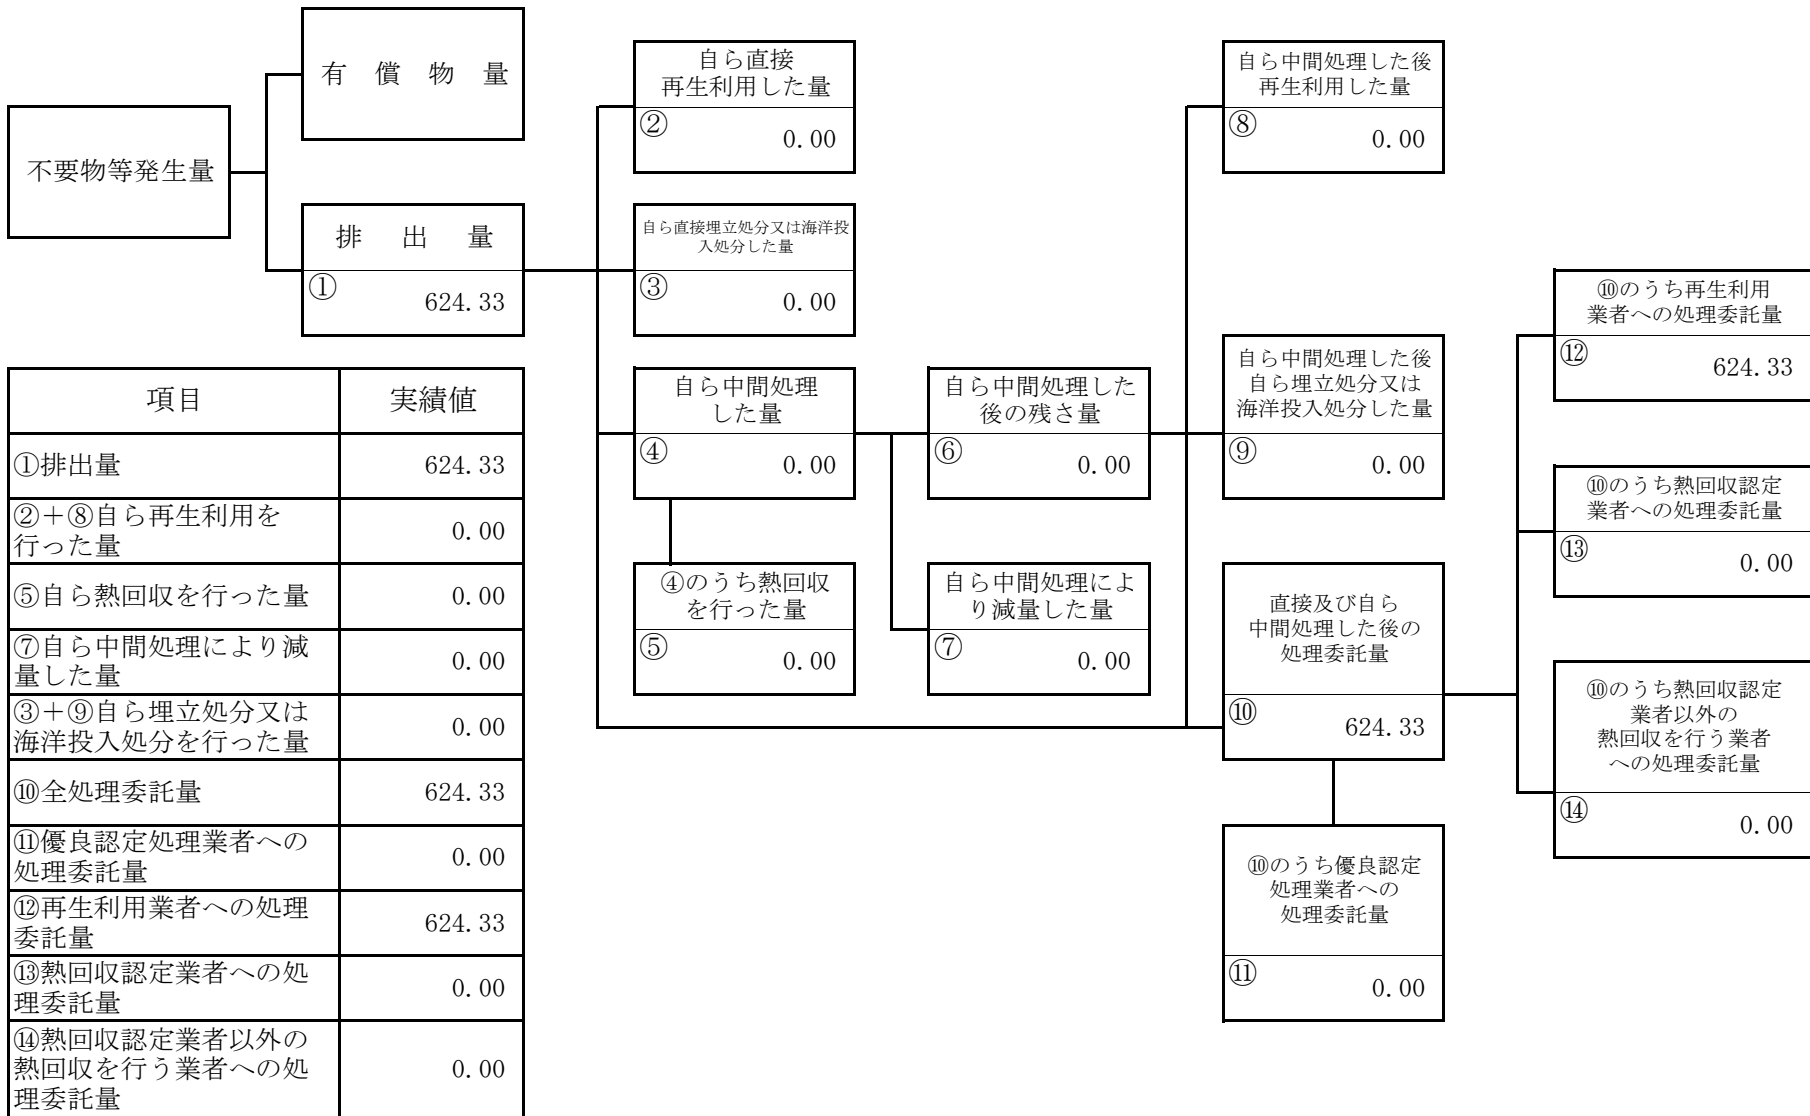 有償物量
不要物等発生量
排出量
①
624.33
自ら直接
再生利用した量
②
0.00
自ら直接埋立処分又は海洋投
入処分した量
③
0.00
自ら中間処理
した量
④
0.00
④のうち熱回収
を行った量
⑤
0.00
自ら中間処理した
後の残さ量
⑥
0.00
自ら中間処理によ
り減量した量
⑦
0.00
自ら中間処理した後
再生利用した量
⑧
0.00
自ら中間処理した後
自ら埋立処分又は
海洋投入処分した量
⑨
0.00
直接及び自ら
中間処理した後の
処理委託量
⑩
624.33
⑩のうち優良認定
処理業者への
処理委託量
⑪
0.00
⑩のうち再生利用
業者への処理委託量
⑫
624.33
⑩のうち熱回収認定
業者への処理委託量
⑬
0.00
⑩のうち熱回収認定
業者以外の
熱回収を行う業者
への処理委託量
⑭
0.00
項目 実績値
①排出量 624.33
②+⑧自ら再生利用を
行った量 0.00
⑤自ら熱回収を行った量 0.00
⑦自ら中間処理により減
量した量 0.00
③+⑨自ら埋立処分又は
海洋投入処分を行った量 0.00
⑩全処理委託量 624.33
⑪優良認定処理業者への
処理委託量 0.00
⑫再生利用業者への処理
委託量 624.33
⑬熱回収認定業者への処
理委託量 0.00
⑭熱回収認定業者以外の
熱回収を行う業者への処
理委託量 0.00